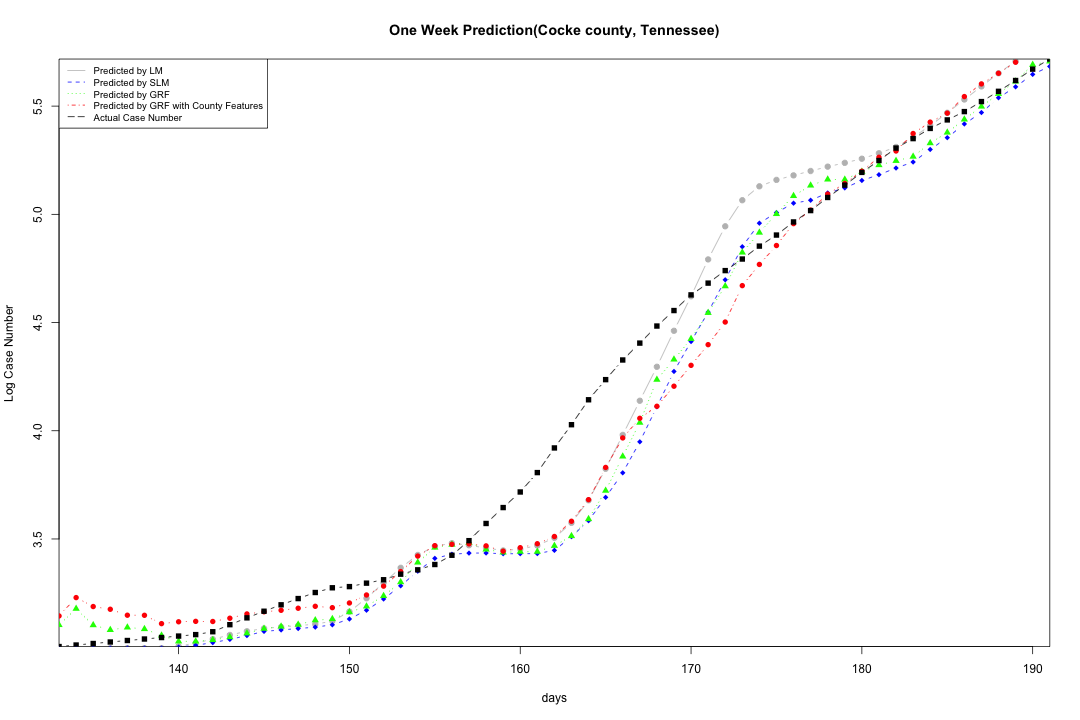 One Week Prediction(Cocke county, Tennessee)
Predicted by LM
Predicted by SLM
Predicted by GRF
Predicted by GRF with County Features
Actual Case Number
5.5
5.0
4.5
4.0
3.5
Log Case Number
140 150 160 170 180 190
days